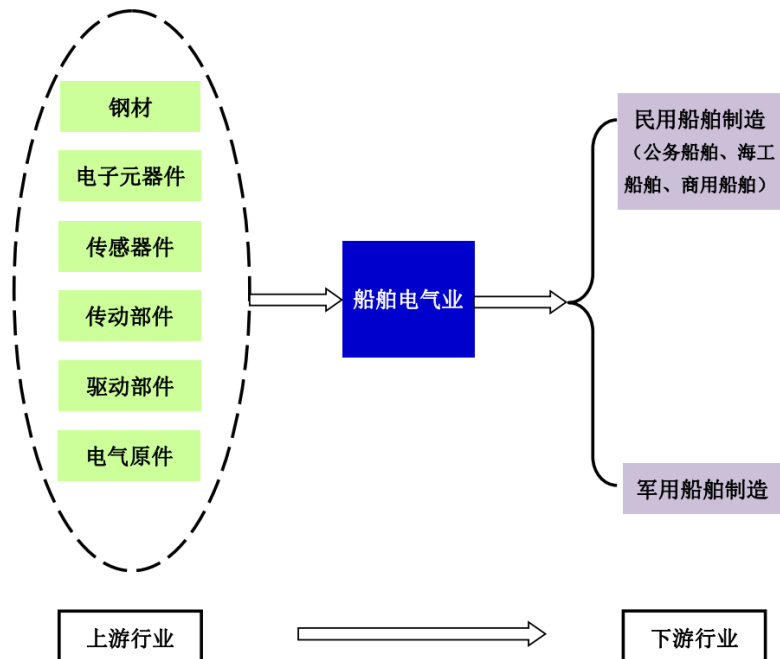 钢材
电子元器件
传感器件
传动部件
驱动部件
电气原件
船舶电气业
民用船舶制造
（公务船舶、海工
船舶、商用船舶）
军用船舶制造
上游行业
下游行业